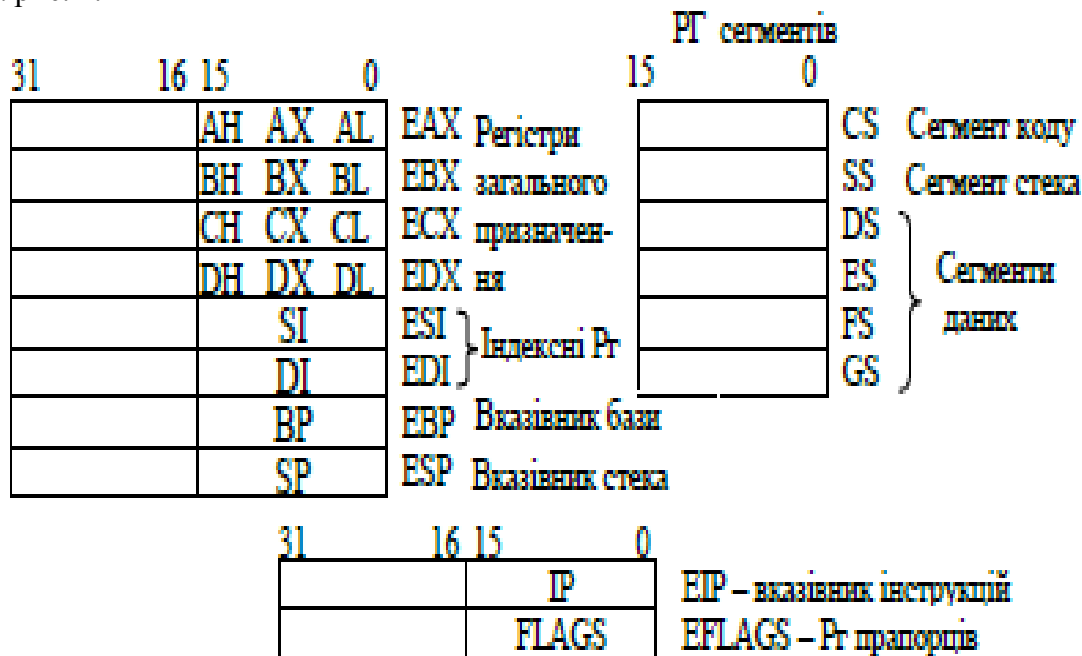 РГ сегментів
31 16 15 0
15 0
AH AX AL EAX Регістри
BH BX BL EBX загального
CH CX CL ECX призначен-
DH DX DL EDX ня
SI ESI
DI EDI
Індексні Рг
BP EBP Вказівник бази
SP ESP Вказівник стека
CS Сегмент коду
SS Сегмент стека
DS
ES
FS
GS
Сегменти
даних
31 16 15 0
IP EIP – вказівник інструкцій
FLAGS EFLAGS – Рг прапорців